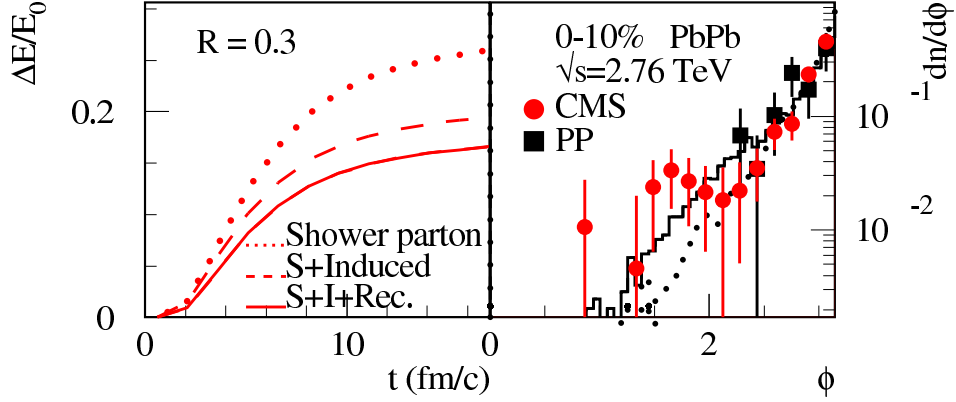 ΔE/E₀
R = 0.3
0.2
0
Shower parton
S+Induced
S+I+Rec.
0
10
t (fm/c)
0-10% PbPb
√s=2.76 TeV
CMS
PP
0
2
ϕ
dn/dϕ
10⁻¹
10⁻²